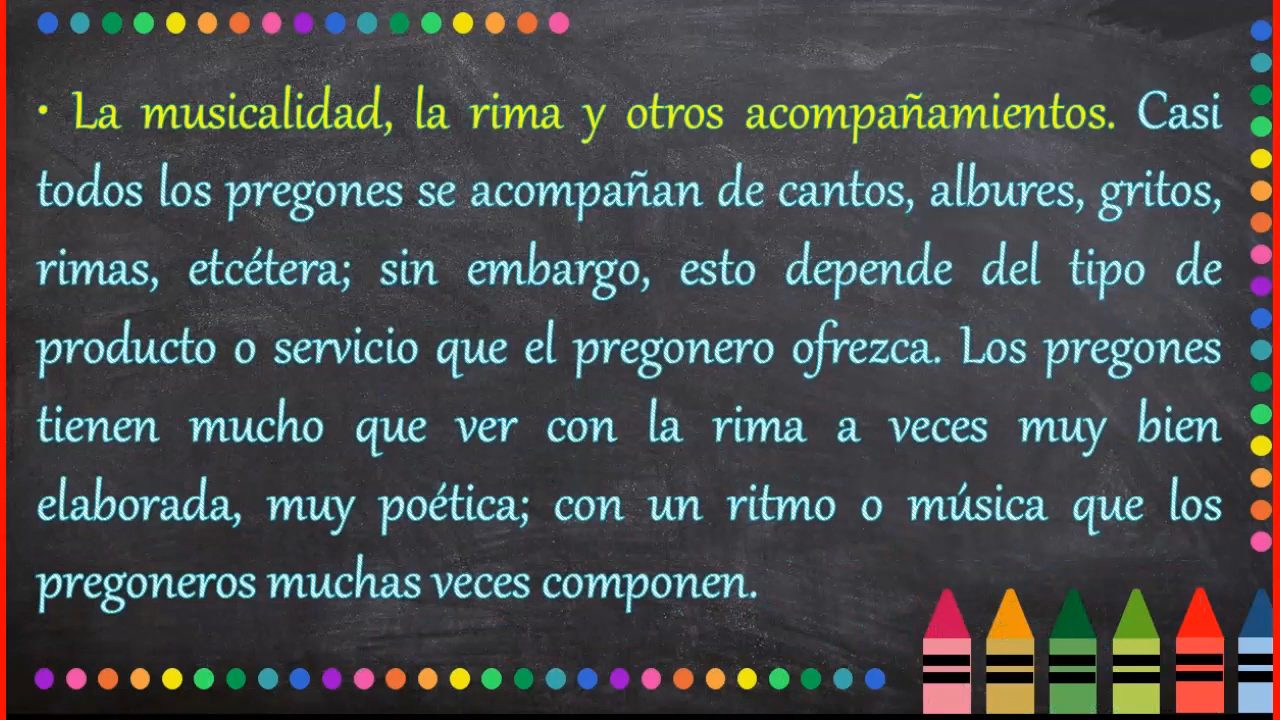 • La musicalidad, la rima y otros acompañamientos. Casi
todos los pregones se acompañan de cantos, albures, gritos,
rimas, etcétera; sin embargo, esto depende del tipo de
producto o servicio que el pregonero ofrezca. Los pregones
tienen mucho que ver con la rima a veces muy bien
elaborada, muy poética; con un ritmo o música que los
pregoneros muchas veces componen.